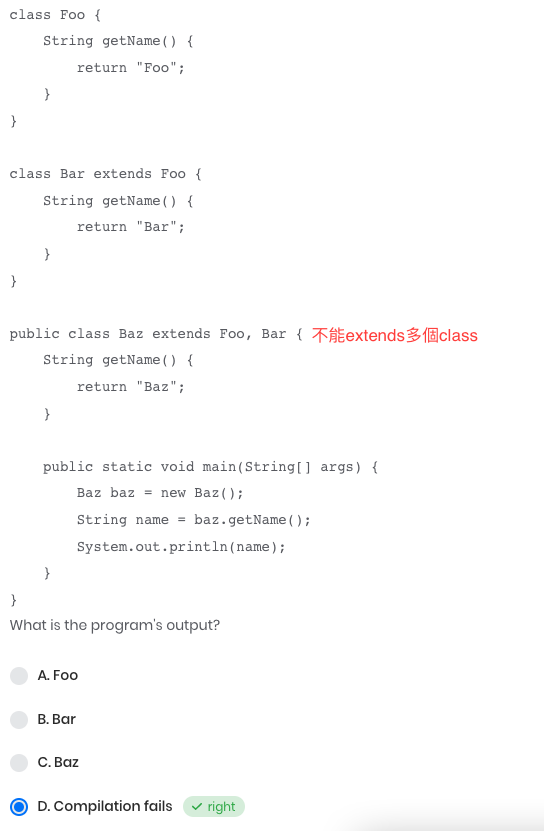 class Foo {
    String getName() {
        return "Foo";
    }
}

class Bar extends Foo {
    String getName() {
        return "Bar";
    }
}

public class Baz extends Foo, Bar { 不能extends多個class
    String getName() {
        return "Baz";
    }

    public static void main(String[] args) {
        Baz baz = new Baz();
        String name = baz.getName();
        System.out.println(name);
    }
}
What is the program's output?
A. Foo
B. Bar
C. Baz
D. Compilation fails ✓ right